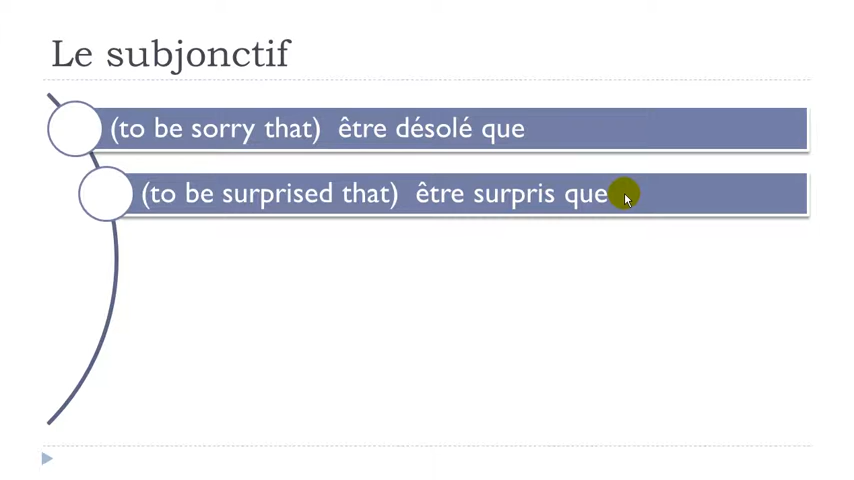 Le subjonctif
(to be sorry that) être désolé que
(to be surprised that) être surpris que